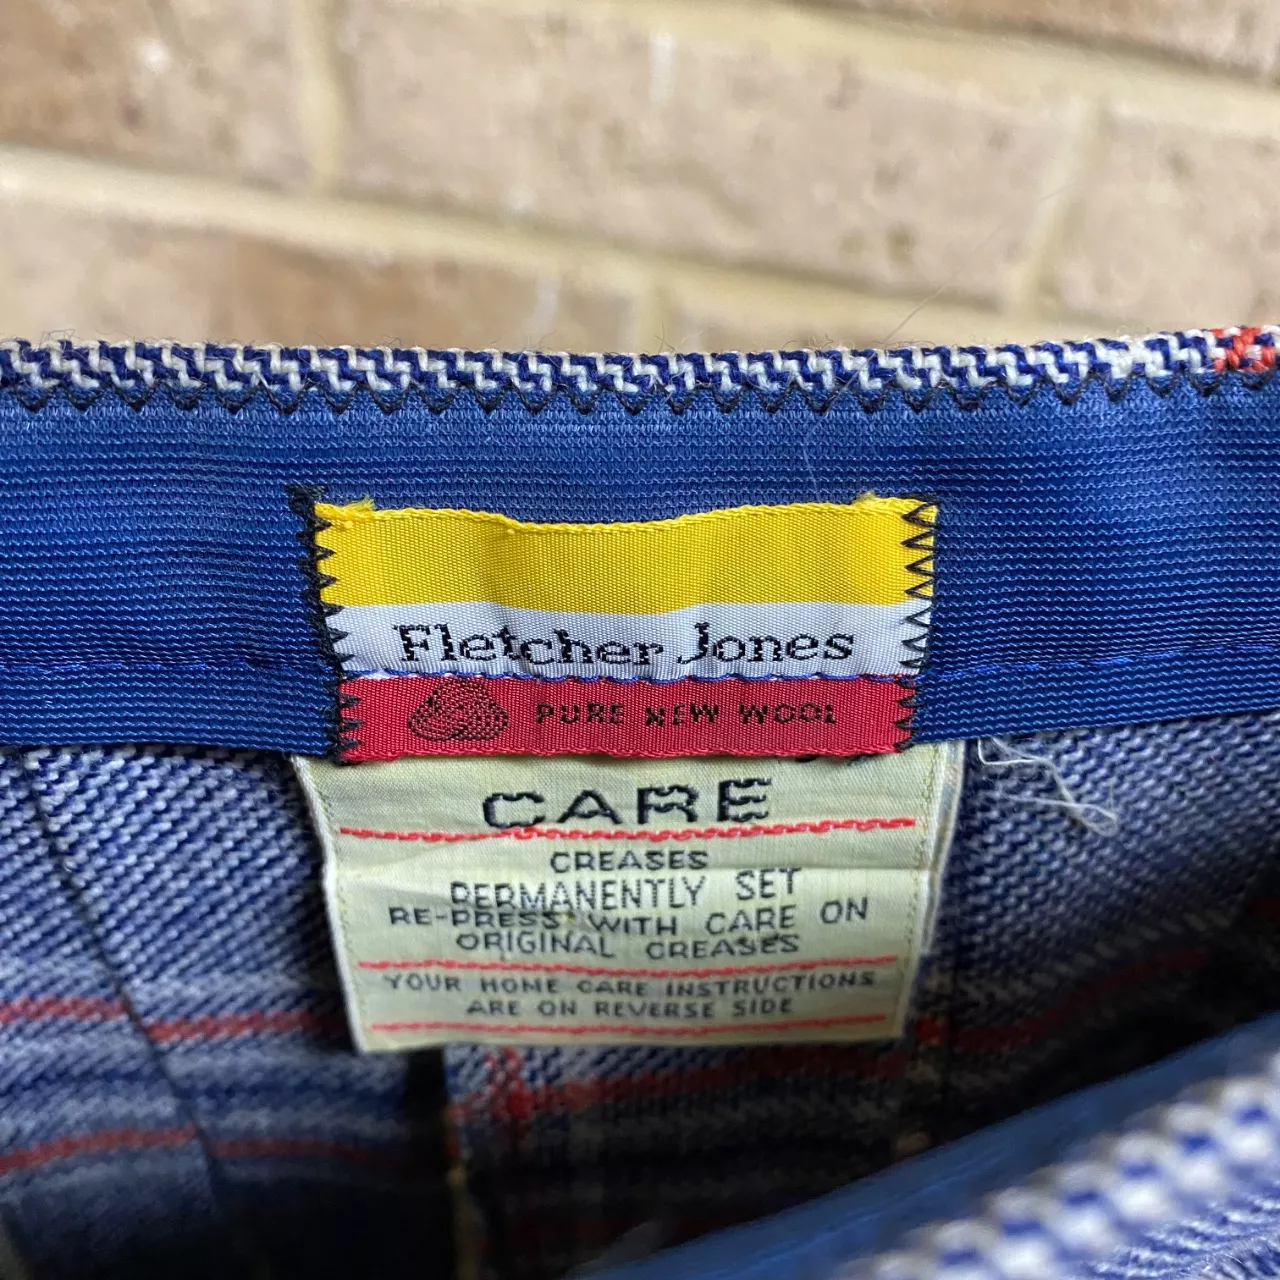 Fletcher Jones
PURE NEW WOOL
CARE
CREASES
PERMANENTLY SET
RE-PRESS WITH CARE ON
ORIGINAL CREASES
YOUR HOME CARE INSTRUCTIONS
ARE ON REVERSE SIDE